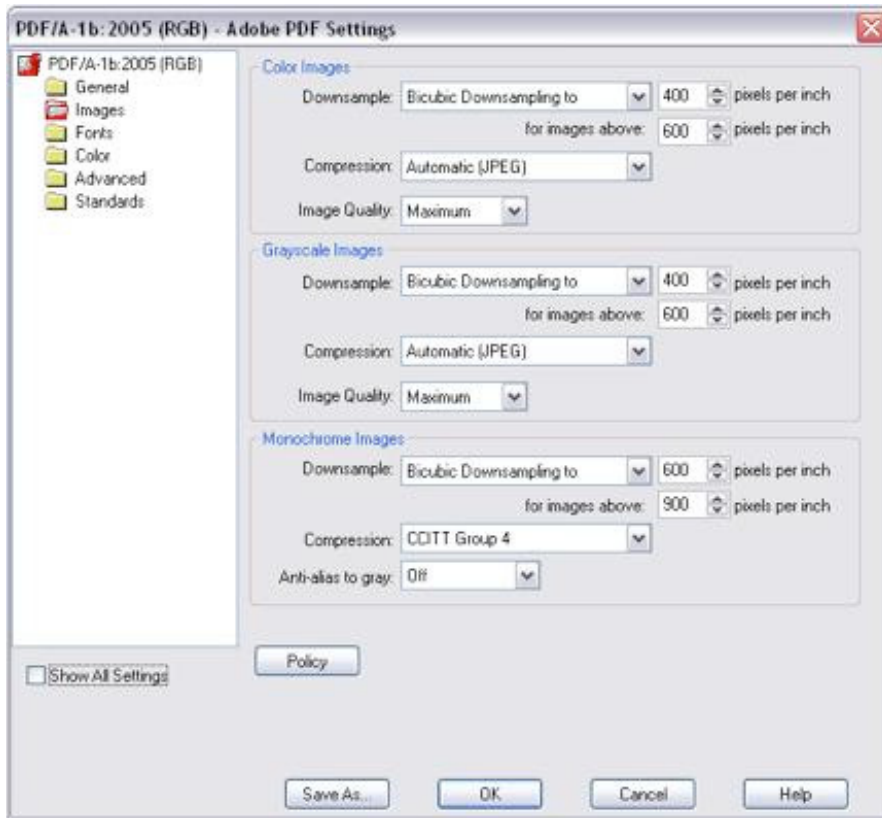 PDF/A-1b:2005 (RGB) - Adobe PDF Settings
PDF/A-1b:2005 (RGB)
General
Images
Fonts
Color
Advanced
Standards
Show All Settings
Color Images
Downsample: Bicubic Downsampling to 400 pixels per inch
for images above: 600 pixels per inch
Compression: Automatic (JPEG)
Image Quality: Maximum
Grayscale Images
Downsample: Bicubic Downsampling to 400 pixels per inch
for images above: 600 pixels per inch
Compression: Automatic (JPEG)
Image Quality: Maximum
Monochrome Images
Downsample: Bicubic Downsampling to 600 pixels per inch
for images above: 900 pixels per inch
Compression: CCITT Group 4
Anti-alias to gray: Off
Policy
Save As... OK Cancel Help